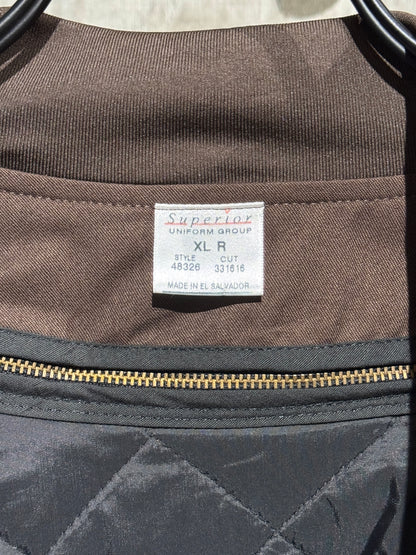 Superior
UNIFORM GROUP
XL R
STYLE CUT
48326 331616
MADE IN EL SALVADOR